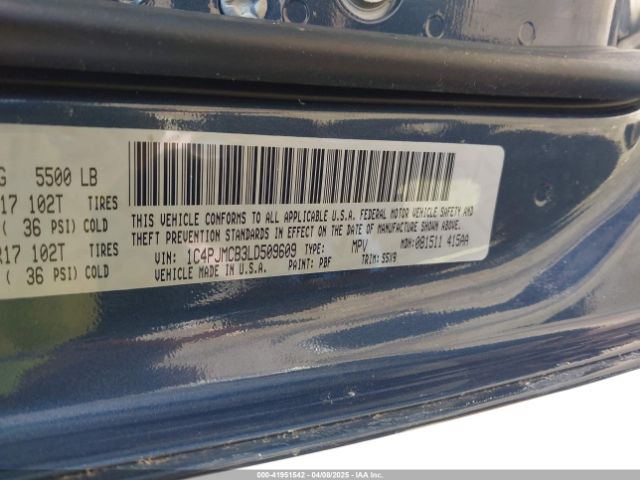 G 5500 LB
R17 102T TIRES
( 36 PSI) COLD
R17 102T TIRES
( 36 PSI) COLD
THIS VEHICLE CONFORMS TO ALL APPLICABLE U.S.A. FEDERAL MOTOR VEHICLE SAFETY AND
THEFT PREVENTION STANDARDS IN EFFECT ON THE DATE OF MANUFACTURE SHOWN ABOVE.
VIN: 1C4PJMCB3LD509609 TYPE: MPV MDH: 081511 415AA
VEHICLE MADE IN U.S.A. PAINT: PBF TRIM: S5X9
000-41951542 - 04/08/2025 - IAA Inc.